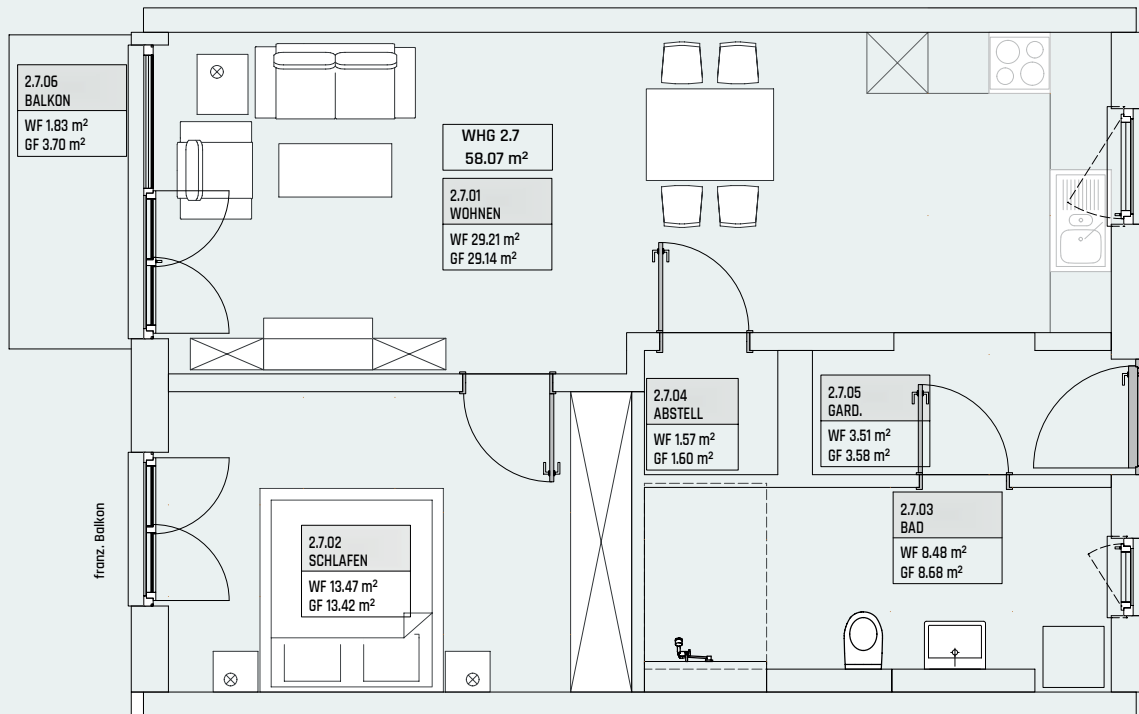 2.7.06
BALKON
WF 1.83 m²
GF 3.70 m²
WHG 2.7
58.07 m²
2.7.01
WOHNEN
WF 29.21 m²
GF 29.14 m²
2.7.04
ABSTELL
WF 1.57 m²
GF 1.60 m²
2.7.05
GARD.
WF 3.51 m²
GF 3.58 m²
franz. Balkon
2.7.02
SCHLAFEN
WF 13.47 m²
GF 13.42 m²
2.7.03
BAD
WF 8.48 m²
GF 8.68 m²